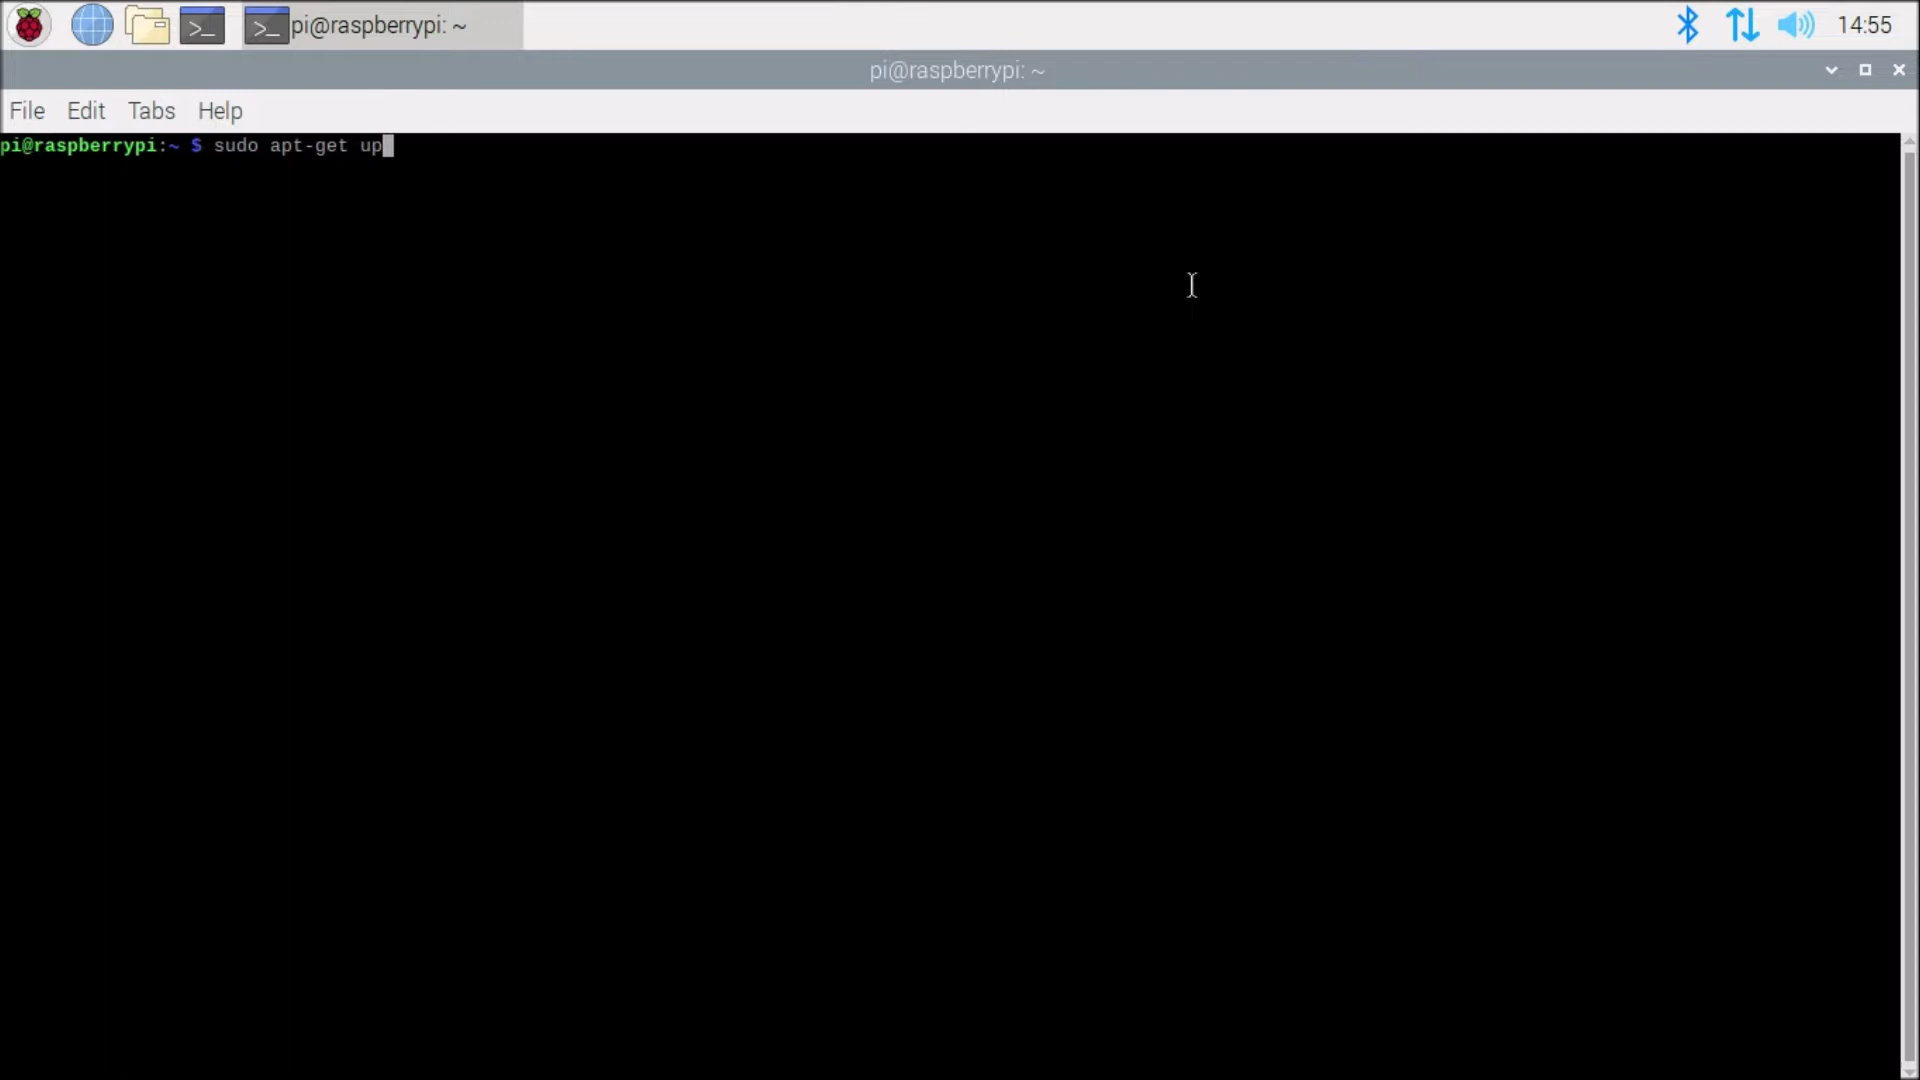 pi@raspberrypi: ~
14:55
pi@raspberrypi: ~
File Edit Tabs Help
pi@raspberrypi:~ $ sudo apt-get up